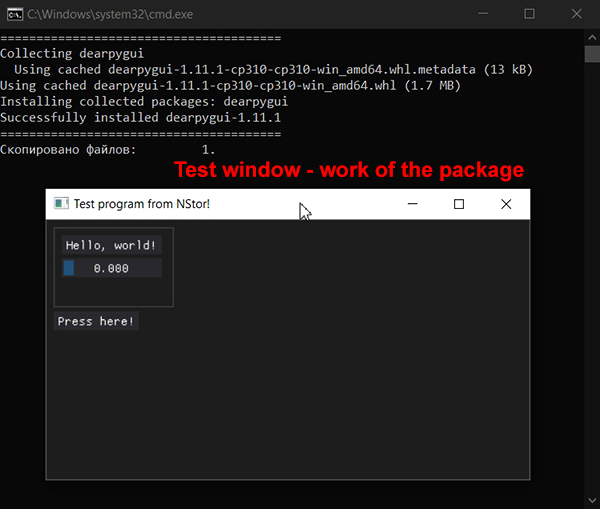 C:\Windows\system32\cmd.exe
=======================================
Collecting dearpygui
  Using cached dearpygui-1.11.1-cp310-cp310-win_amd64.whl.metadata (13 kB)
Using cached dearpygui-1.11.1-cp310-cp310-win_amd64.whl (1.7 MB)
Installing collected packages: dearpygui
Successfully installed dearpygui-1.11.1
=======================================
Скопировано файлов:         1.
Test window - work of the package
Test program from NStor!
Hello, world!
0.000
Press here!